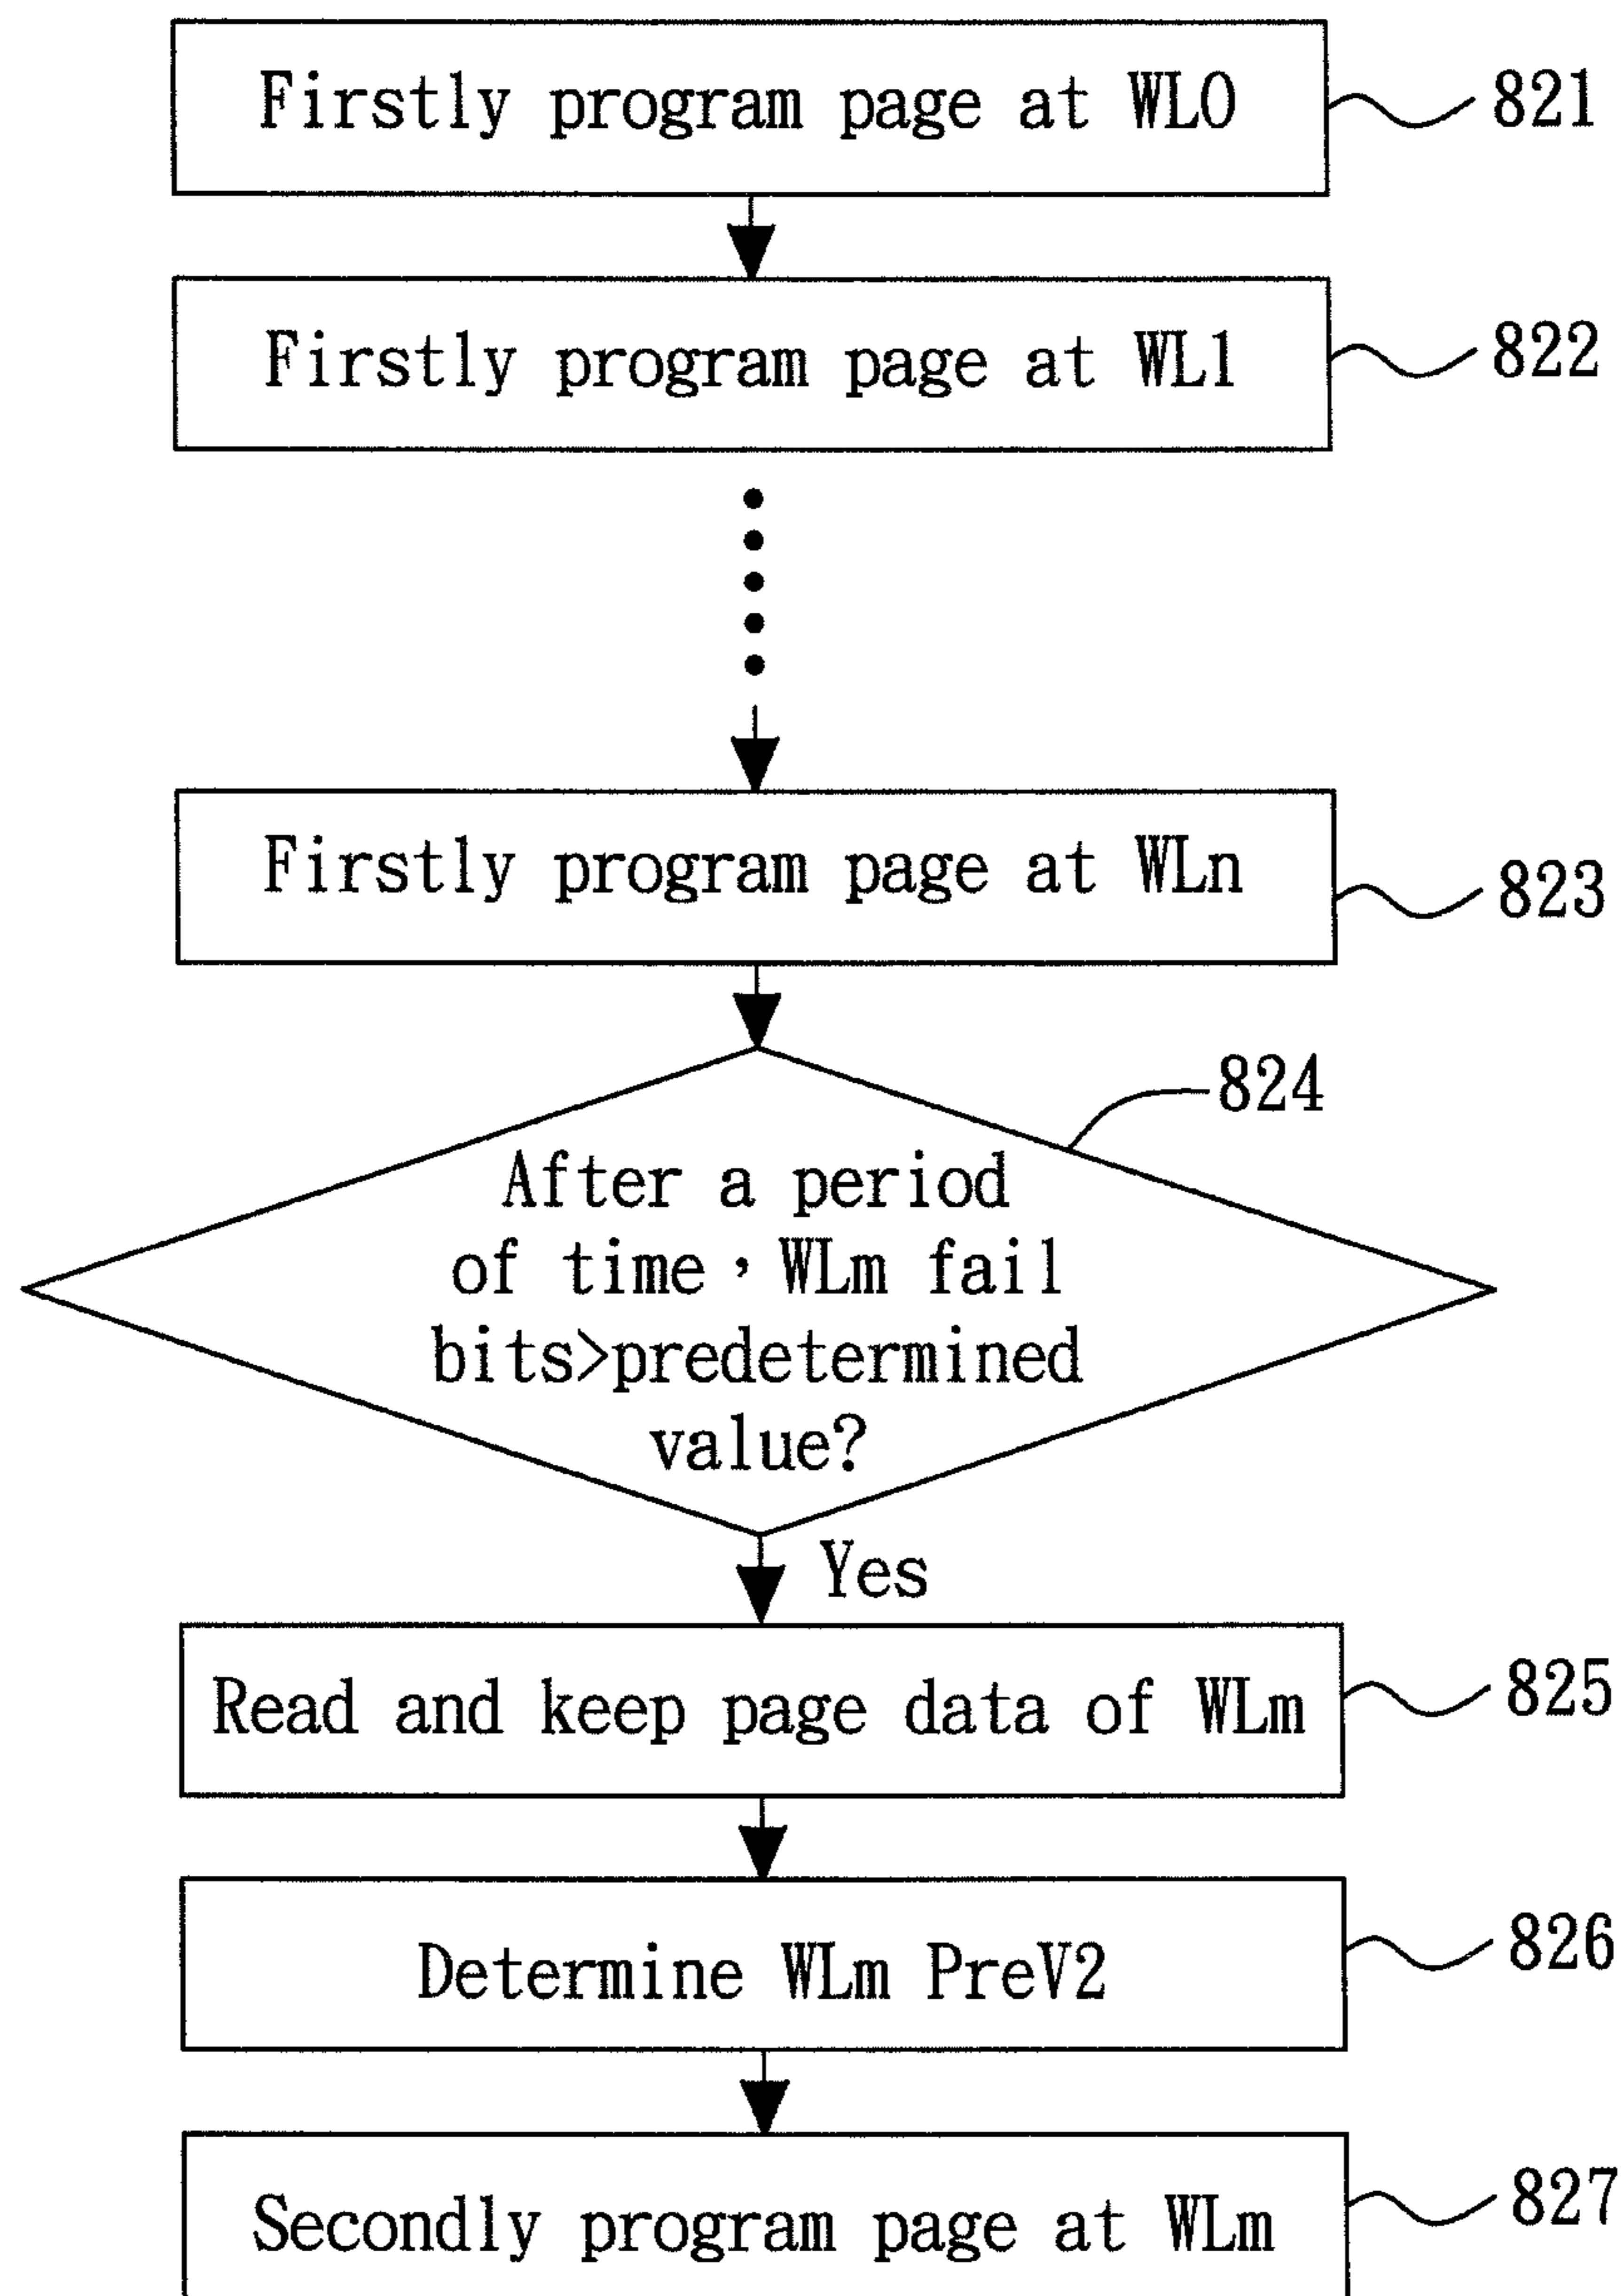 Firstly program page at WL0
821
Firstly program page at WL1
822
Firstly program page at WLn
823
824
After a period
of time，WLm fail
bits>predetermined
value?
Yes
Read and keep page data of WLm
825
Determine WLm PreV2
826
Secondly program page at WLm
827